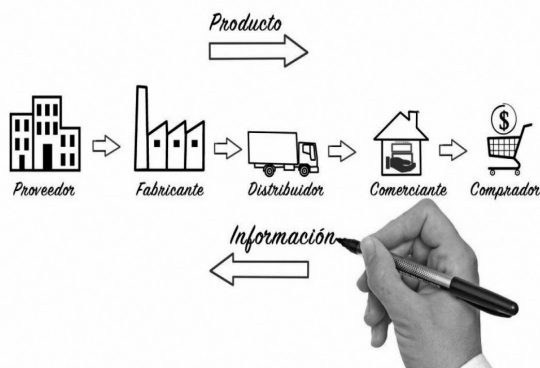 Producto
Proveedor
Fabricante
Distribuidor
Comerciante
Comprador
Información
$